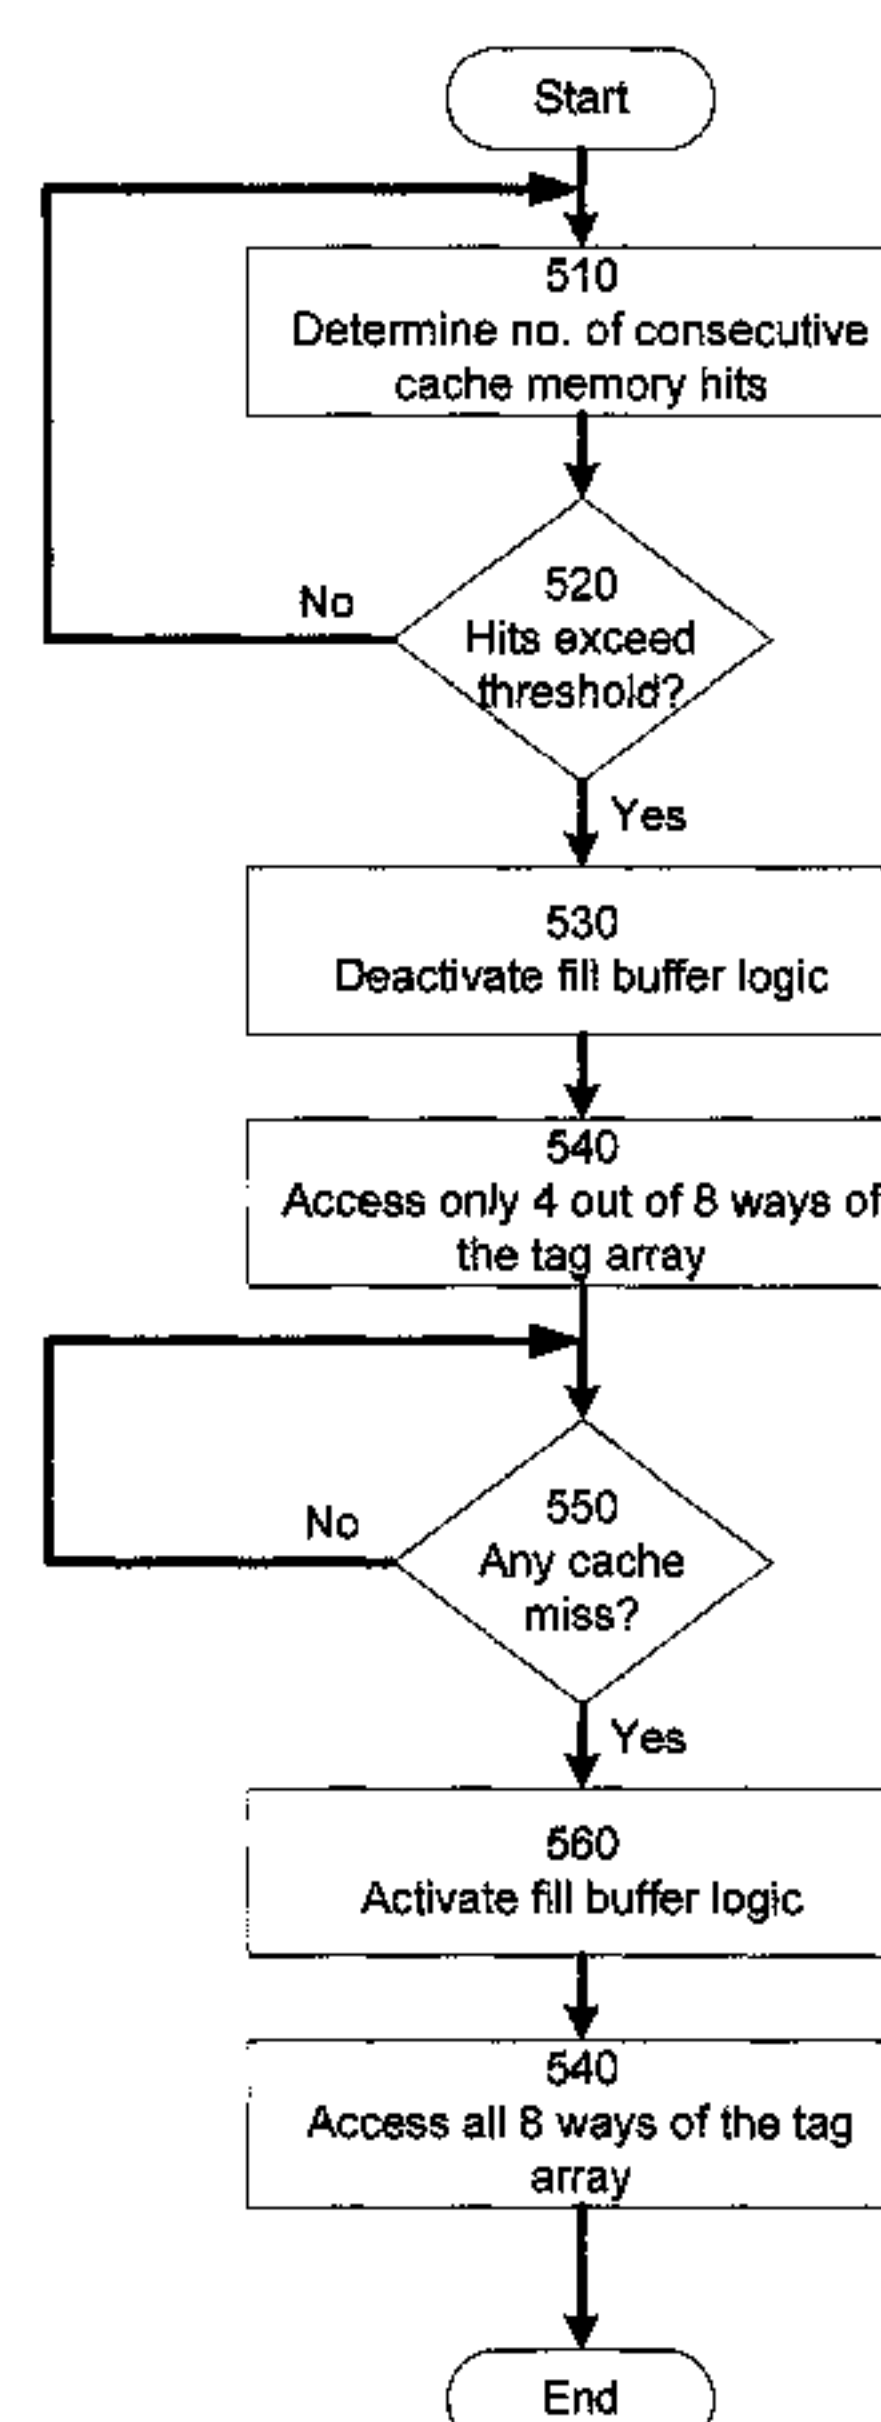 Start
510
Determine no. of consecutive
cache memory hits
520
Hits exceed
threshold?
No
Yes
530
Deactivate fill buffer logic
540
Access only 4 out of 8 ways of
the tag array
550
Any cache
miss?
No
Yes
560
Activate fill buffer logic
540
Access all 8 ways of the tag
array
End